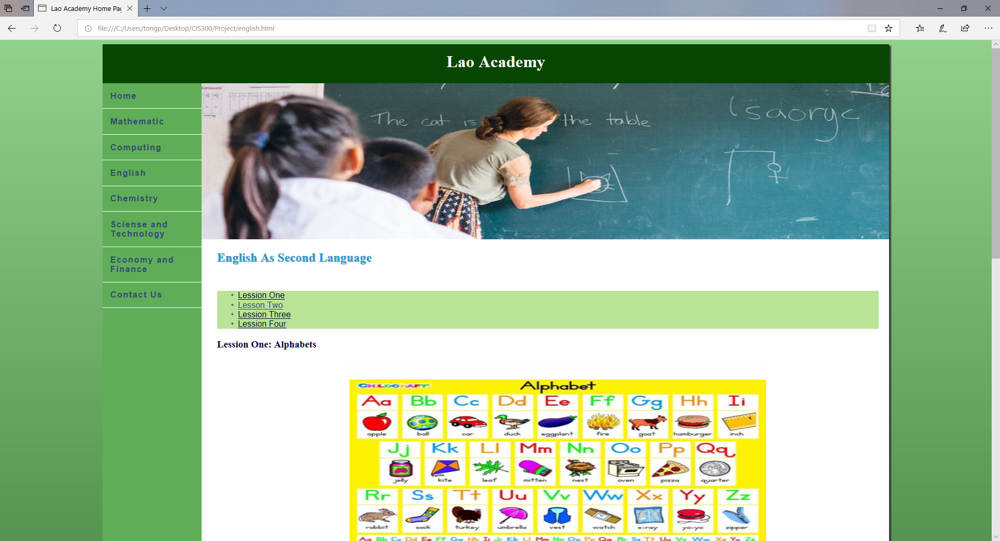 Lao Academy Home Pag
file:///C:/Users/tongp/Desktop/CIS300/Project/english.html
Lao Academy
Home
Mathematic
Computing
English
Chemistry
Sciense and
Technology
Economy and
Finance
Contact Us
The cat is the table.
lsaoryc
English As Second Language
Lession One
Lesson Two
Lession Three
Lession Four
Lession One: Alphabets
CHILDCRAFT
Alphabet
Aa Bb Cc Dd Ee Ff Gg Hh Ii
apple ball car duck eggplant fire goat hamburger inch
Jj Kk Ll Mm Nn Oo Pp Qq
jelly kite leaf mitten nest oven pizza quarter
Rr Ss Tt Uu Vv Ww Xx Yy Zz
rabbit sock turkey umbrella vest watch x-ray yo-yo zipper
Aa Bb Cc Dd Ee Ff Gg Hh Ii Jj Kk Ll Mm Nn Oo Pp Qq Rr Ss Tt Uu Vv Ww Xx Yy Zz